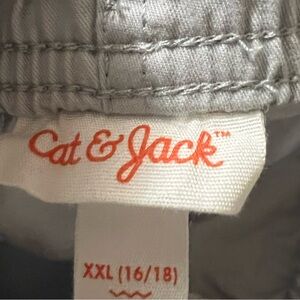 Cat & Jack™
XXL (16/18)